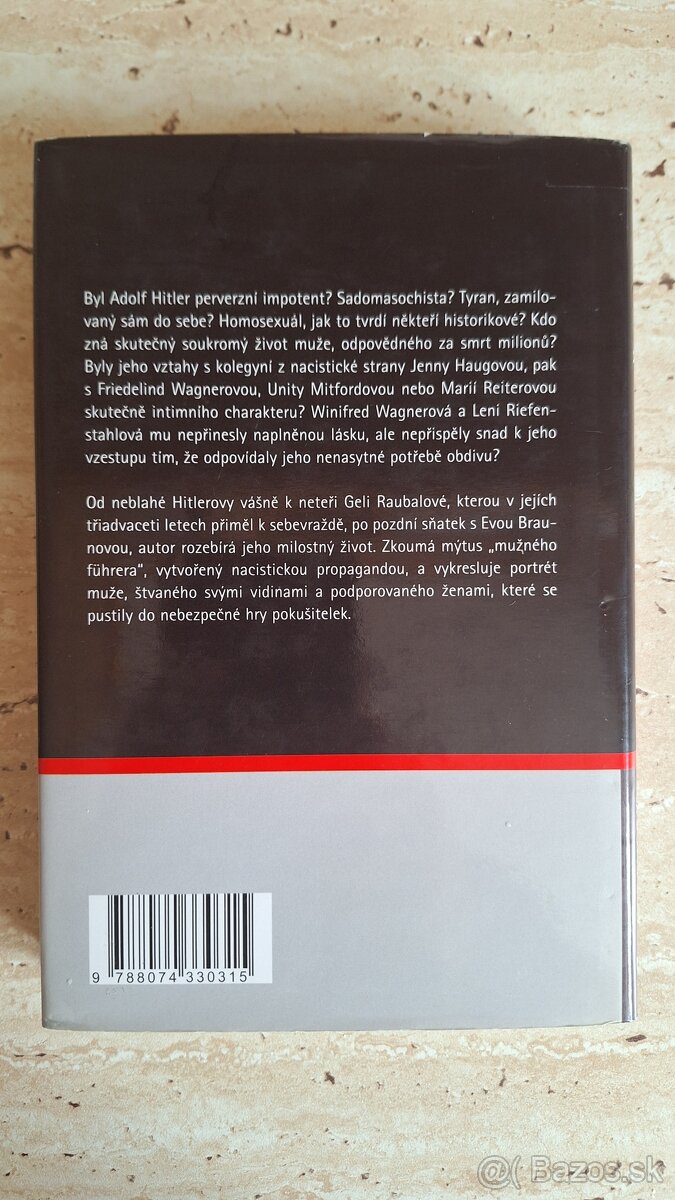 Byl Adolf Hitler perverzní impotent? Sadomasochista? Tyran, zamilo-
vaný sám do sebe? Homosexuál, jak to tvrdí někteří historikové? Kdo
zná skutečný soukromý život muže, odpovědného za smrt milionů?
Byly jeho vztahy s kolegyní z nacistické strany Jenny Haugovou, pak
s Friedelind Wagnerovou, Unity Mitfordovou nebo Marií Reiterovou
skutečně intimního charakteru? Winifred Wagnerová a Leni Riefen-
stahlová mu nepřinesly naplněnou lásku, ale nepřispěly snad k jeho
vzestupu tím, že odpovídaly jeho nenasytné potřebě obdivu?
Od neblahé Hitlerovy vášně k neteři Geli Raubalové, kterou v jejích
třiadvaceti letech přiměl k sebevraždě, po pozdní sňatek s Evou Brau-
novou, autor rozebírá jeho milostný život. Zkoumá mýtus „mužného
führera“, vytvořený nacistickou propagandou, a vykresluje portrét
muže, štvaného svými vidinami a podporovaného ženami, které se
pustily do nebezpečné hry pokušitelek.
9 788074 330315
@Bazos.sk